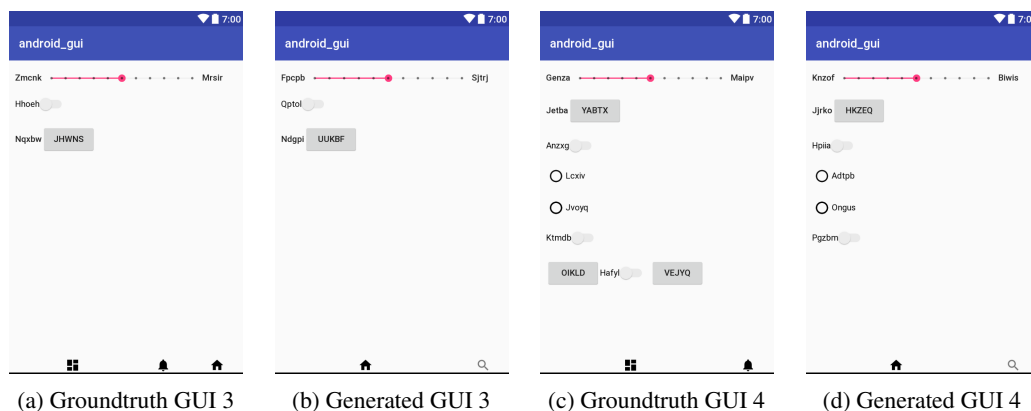 7:00
android_gui
Zmcnk Mrsir
Hhoeh
Nqxbw JHWNS
(a) Groundtruth GUI 3
7:00
android_gui
Fpcpb Sjtrj
Qptol
Ndgpi UUKBF
(b) Generated GUI 3
7:00
android_gui
Genza Maipv
Jetba YABTX
Anzxg
Lcxiv
Jvoyq
Ktmdb
OIKLD Hafyl VEJYQ
(c) Groundtruth GUI 4
7:00
android_gui
Knzof Biwis
Jjrko HKZEQ
Hpiia
Adtpb
Ongus
Pgzbm
(d) Generated GUI 4